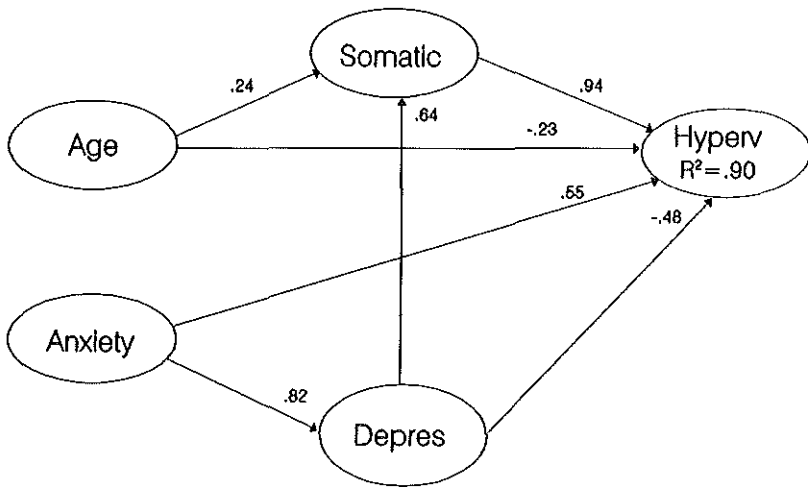 Somatic
.24
.94
.64
-.23
Age
Hyperv
R²=.90
.55
-.48
Anxiety
.82
Depres